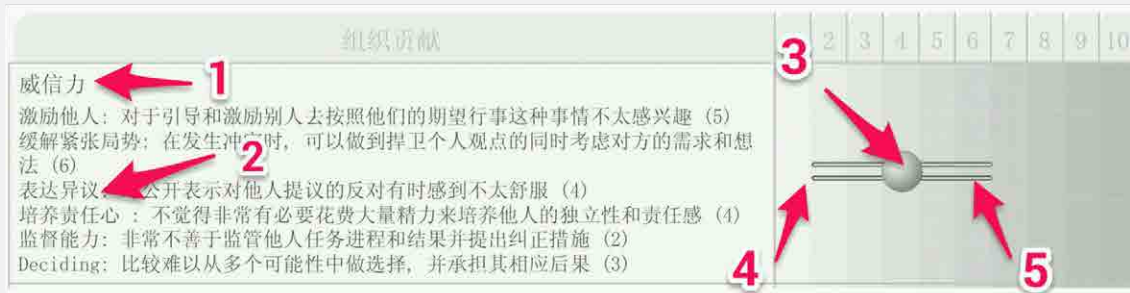 组织贡献 2 3 4 5 6 7 8 9 10
威信力 1 3
激励他人: 对于引导和激励别人去按照他们的期望行事这种事情不太感兴趣 (5)
缓解紧张局势: 在发生冲突时, 可以做到捍卫个人观点的同时考虑对方的需求和想
法 (6) 2
表达异议: 公开表示对他人提议的反对有时感到不太舒服 (4)
培养责任心 : 不觉得非常有必要花费大量精力来培养他人的独立性和责任感 (4)
监督能力: 非常不善于监管他人任务进程和结果并提出纠正措施 (2)
Deciding: 比较难以从多个可能性中做选择, 并承担其相应后果 (3)
4 5